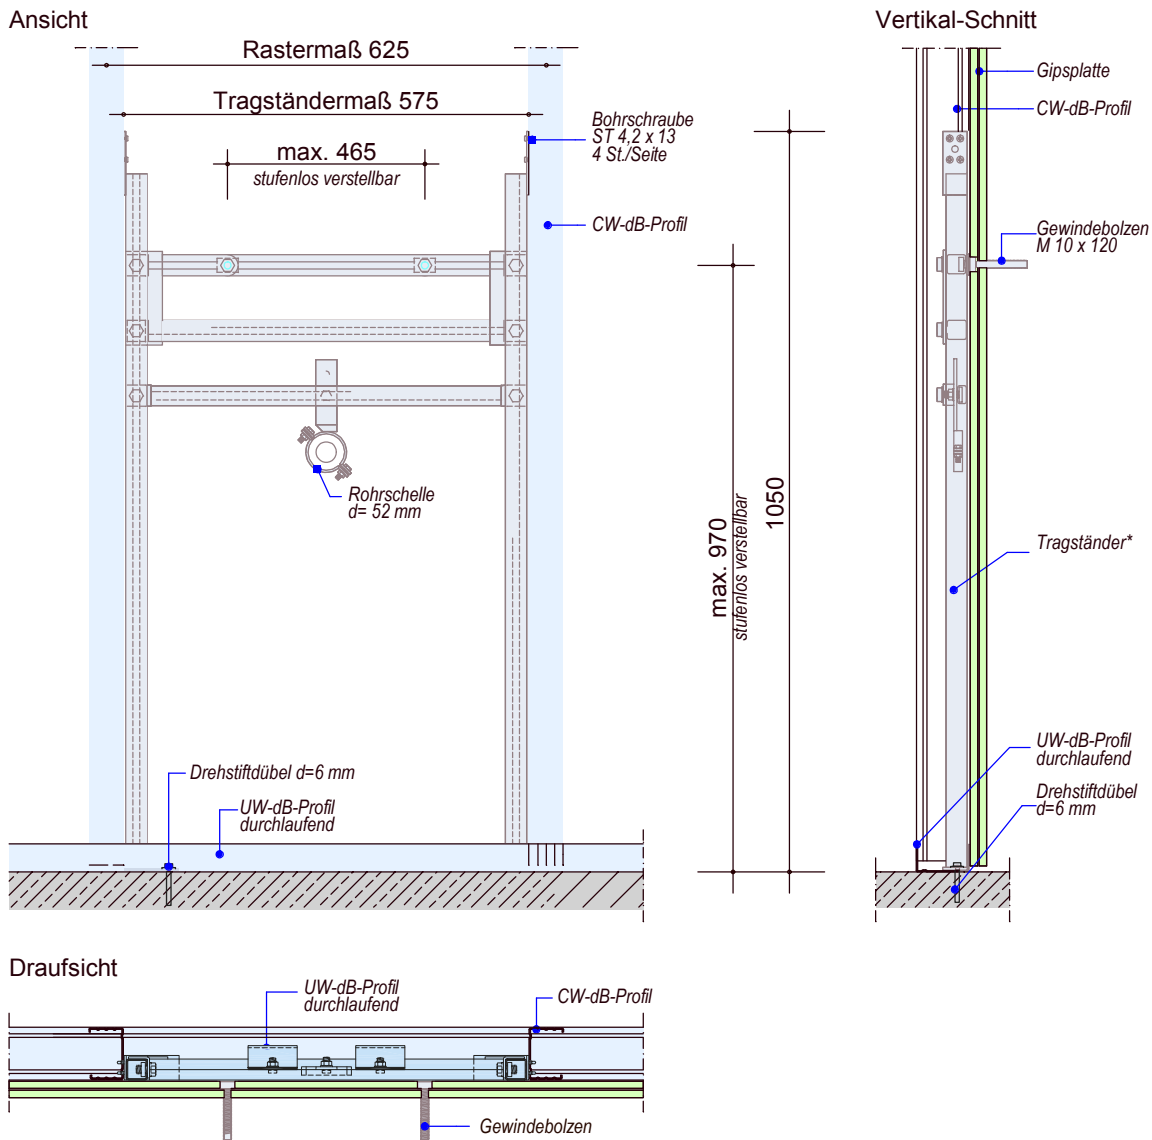 Ansicht
Vertikal-Schnitt
Rastermaß 625
Tragständermaß 575
max. 465
stufenlos verstellbar
Bohrschraube
ST 4,2 x 13
4 St./Seite
CW-dB-Profil
Rohrschelle
d= 52 mm
Drehstiftdübel d=6 mm
UW-dB-Profil
durchlaufend
max. 970
stufenlos verstellbar
1050
Gipsplatte
CW-dB-Profil
Gewindebolzen
M 10 x 120
Tragständer*
UW-dB-Profil
durchlaufend
Drehstiftdübel
d=6 mm
Draufsicht
UW-dB-Profil
durchlaufend
CW-dB-Profil
Gewindebolzen